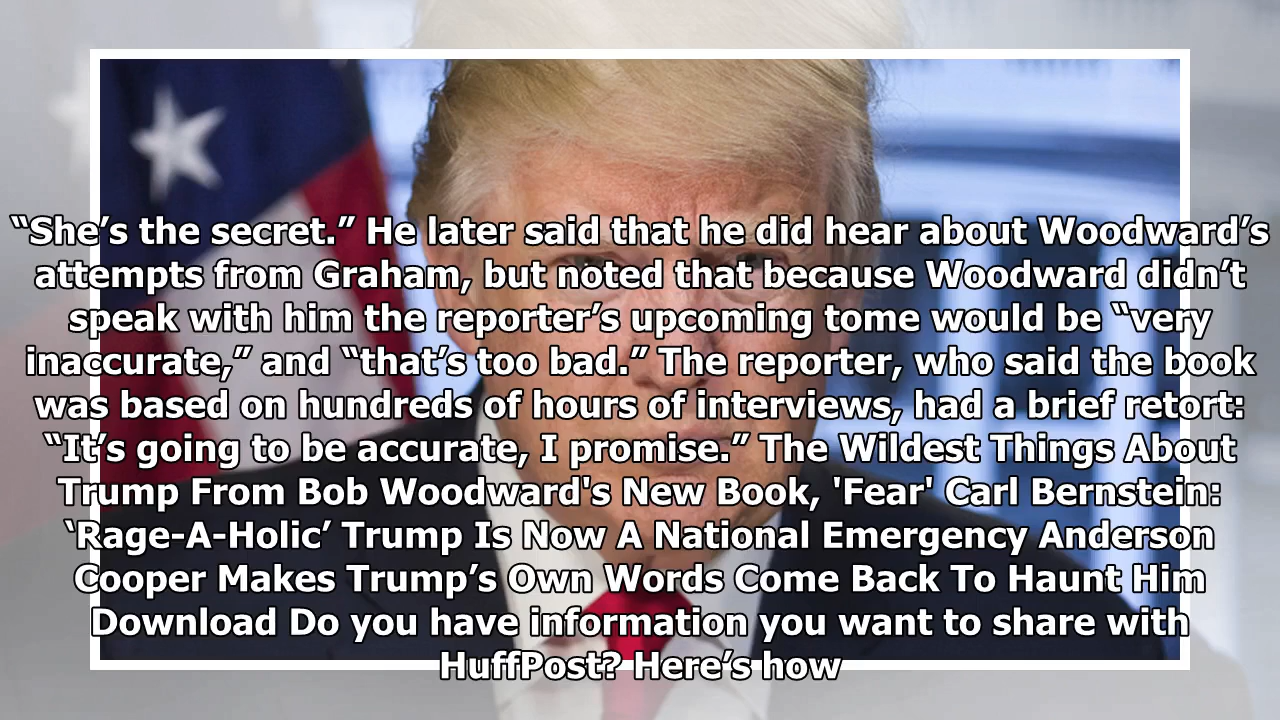 “She’s the secret.” He later said that he did hear about Woodward’s
attempts from Graham, but noted that because Woodward didn’t
speak with him the reporter’s upcoming tome would be “very
inaccurate,” and “that’s too bad.” The reporter, who said the book
was based on hundreds of hours of interviews, had a brief retort:
“It’s going to be accurate, I promise.” The Wildest Things About
Trump From Bob Woodward's New Book, 'Fear' Carl Bernstein:
‘Rage-A-Holic’ Trump Is Now A National Emergency Anderson
Cooper Makes Trump’s Own Words Come Back To Haunt Him
Download Do you have information you want to share with
HuffPost? Here’s how